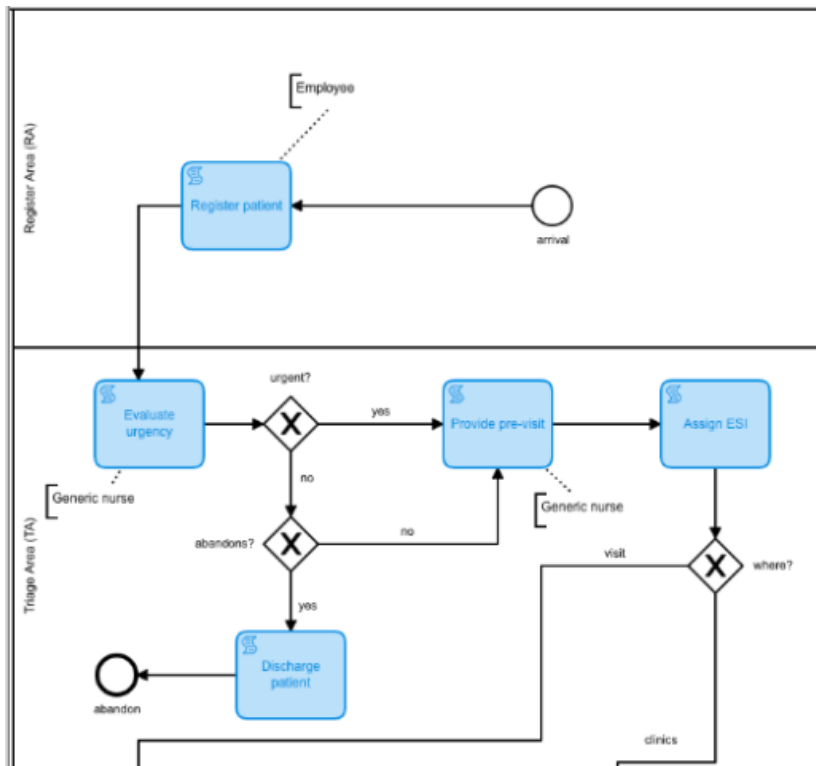 Register Area (RA)
Employee
Register patient
arrival
Triage Area (TA)
urgent?
Evaluate
urgency
yes
Provide pre-visit
Assign ESI
no
Generic nurse
Generic nurse
abandons?
no
visit
where?
yes
Discharge
patient
abandon
clinics